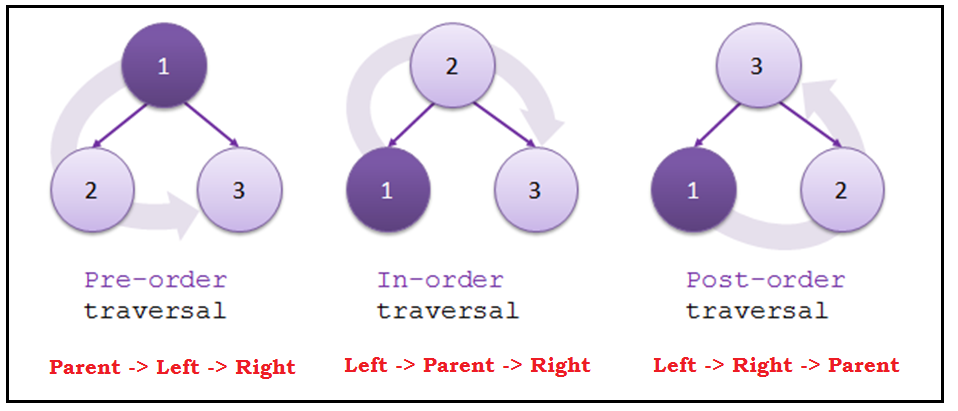 1
2
3
Pre-order
traversal
Parent -> Left -> Right
2
1
3
In-order
traversal
Left -> Parent -> Right
3
1
2
Post-order
traversal
Left -> Right -> Parent